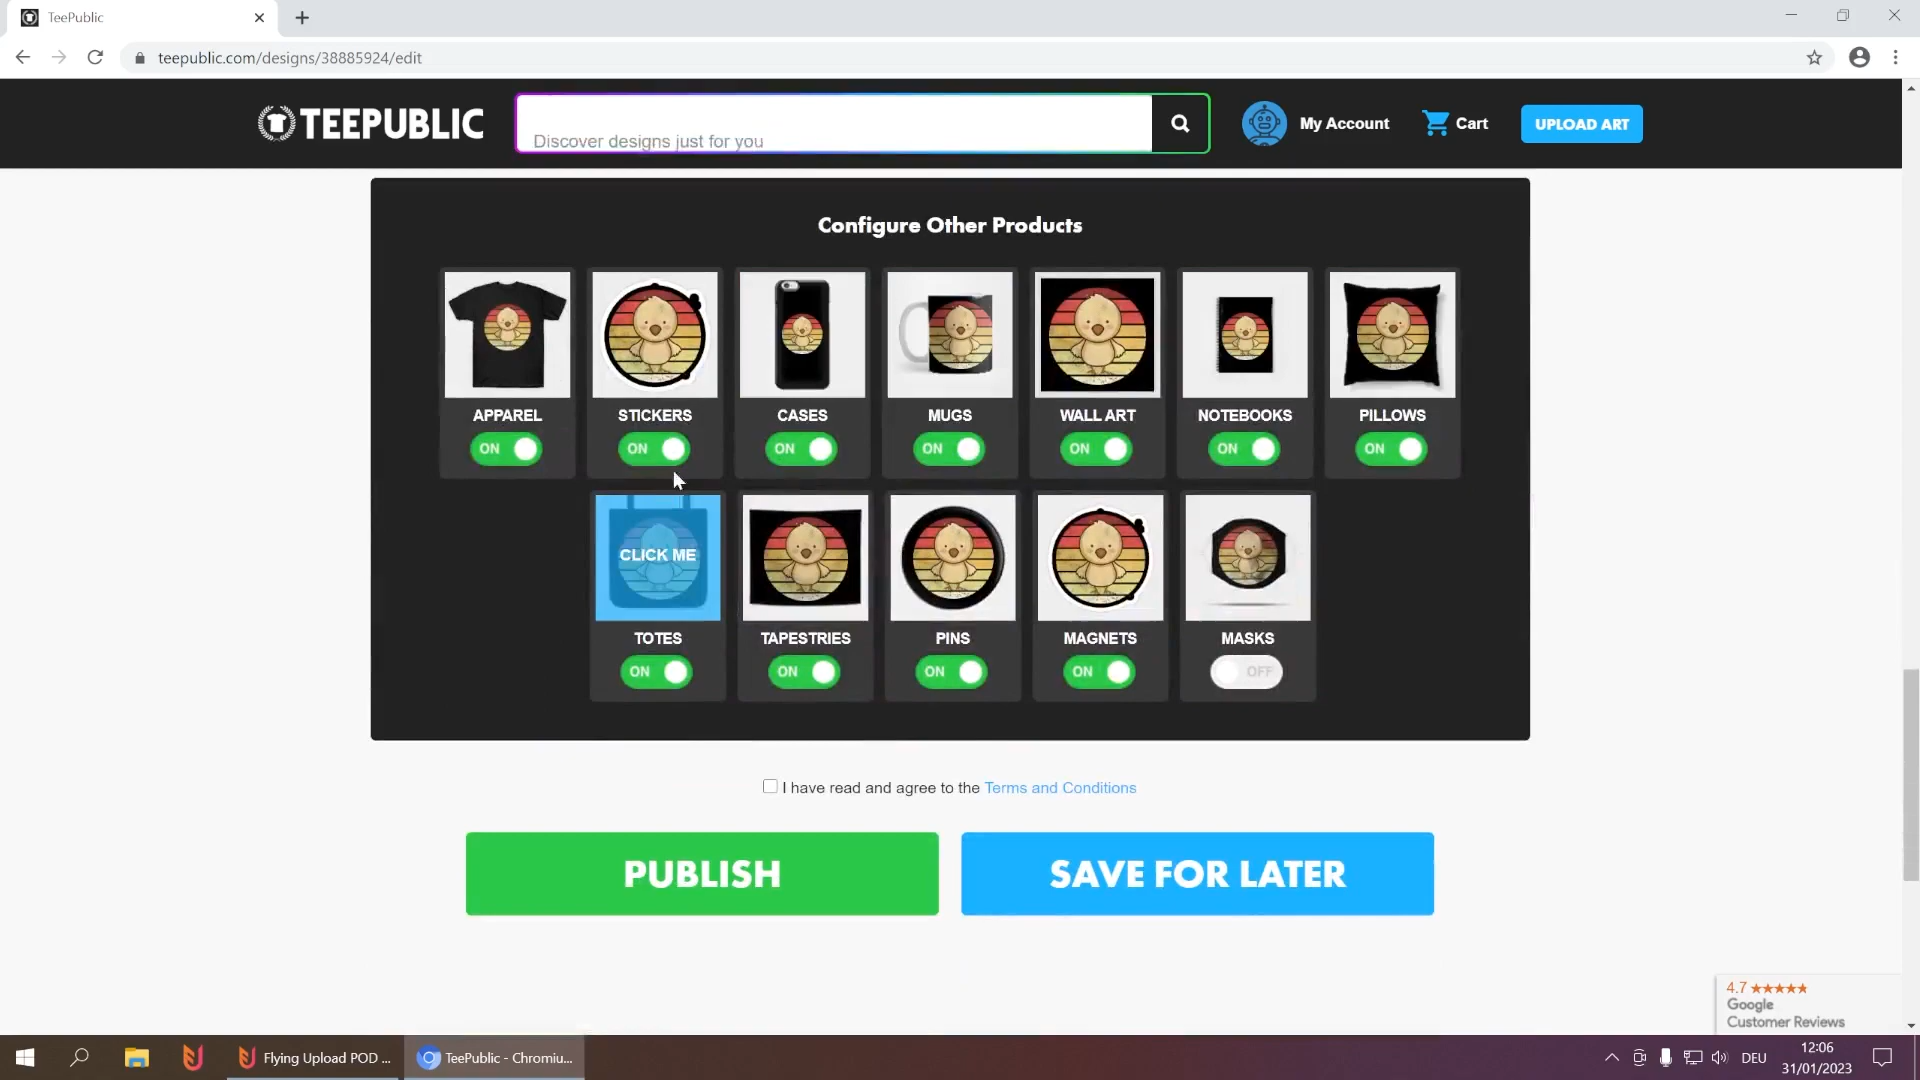 TeePublic
teepublic.com/designs/38885924/edit
TEEPUBLIC
Discover designs just for you
My Account
Cart
UPLOAD ART
Configure Other Products
APPAREL
STICKERS
CASES
MUGS
WALL ART
NOTEBOOKS
PILLOWS
ON
ON
ON
ON
ON
ON
ON
CLICK ME
TOTES
TAPESTRIES
PINS
MAGNETS
MASKS
ON
ON
ON
ON
OFF
I have read and agree to the Terms and Conditions
PUBLISH
SAVE FOR LATER
4.7 ★★★★★
Google
Customer Reviews
Flying Upload POD ...
TeePublic - Chromiu...
DEU
12:06
31/01/2023